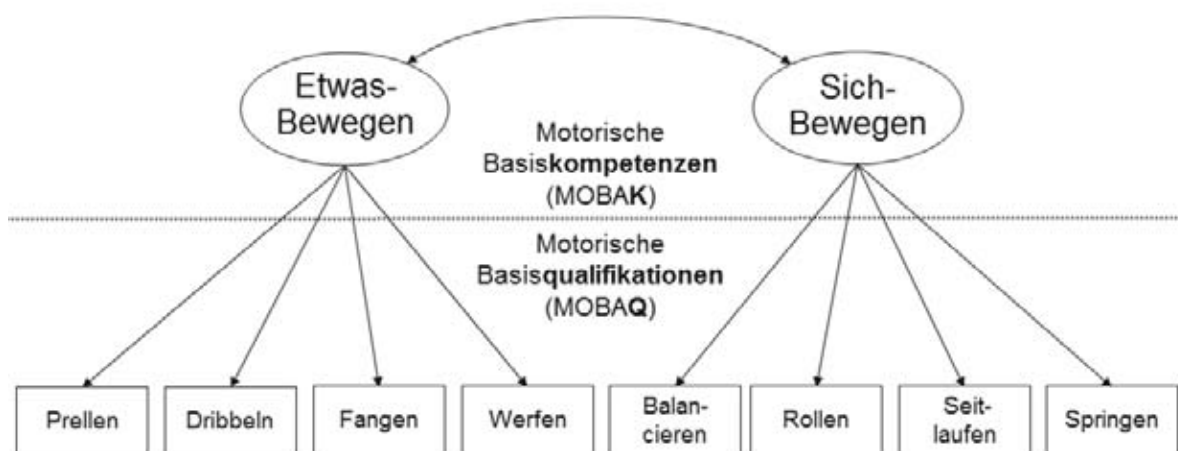 Etwas-
Bewegen
Sich-
Bewegen
Motorische
Basiskompetenzen
(MOBAK)
Motorische
Basisqualifikationen
(MOBAQ)
Prellen
Dribbeln
Fangen
Werfen
Balan-
cieren
Rollen
Seit-
laufen
Springen